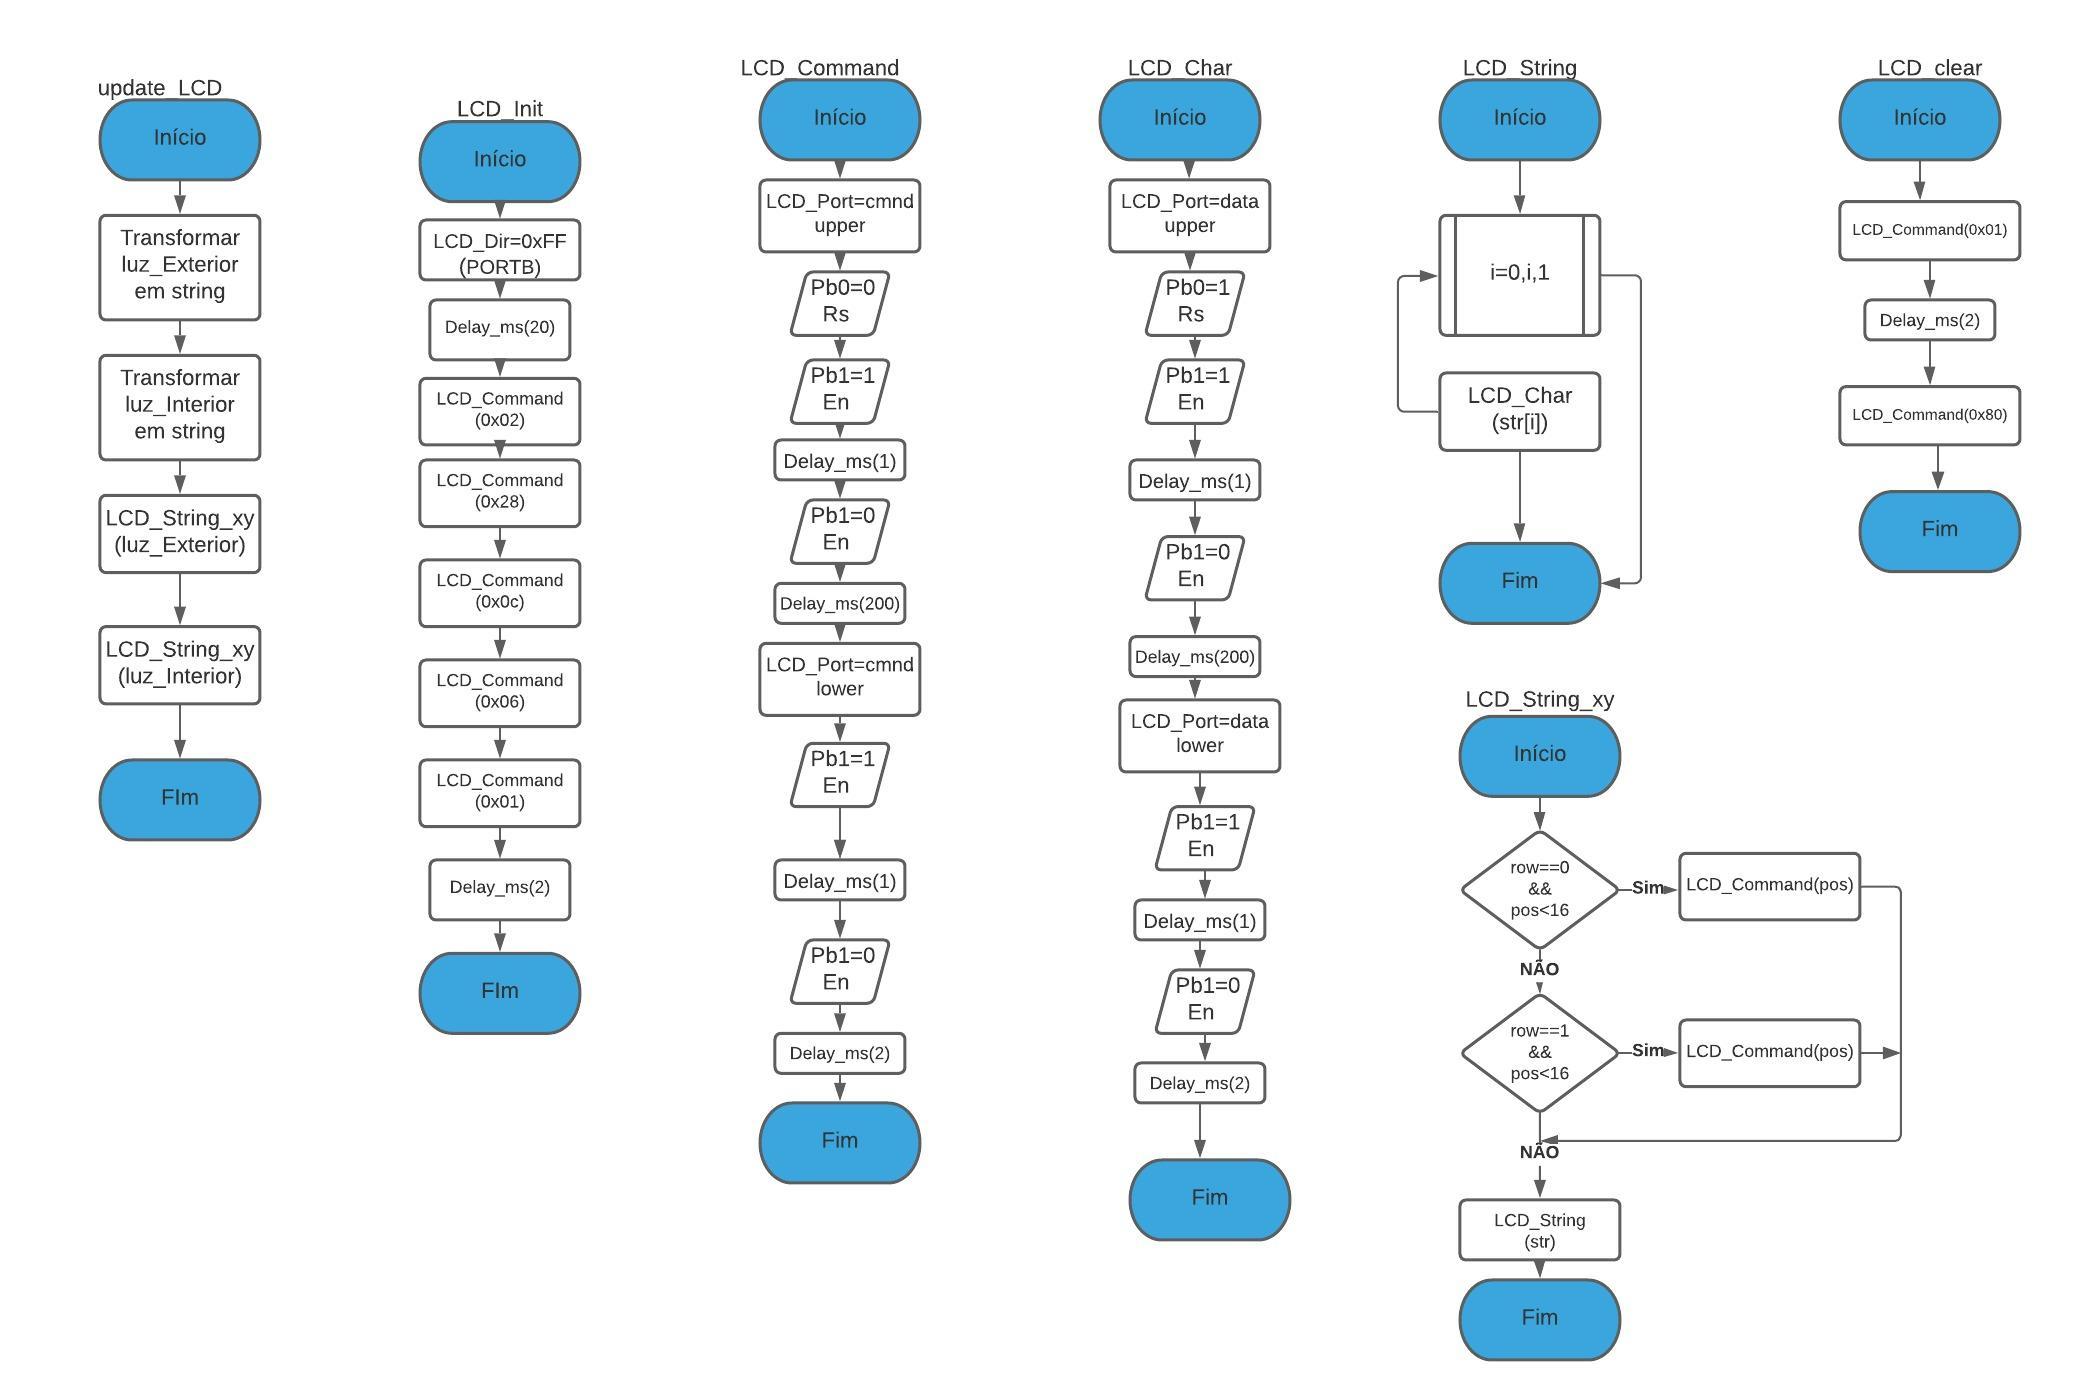 update_LCD
Início
Transformar
luz_Exterior
em string
Transformar
luz_Interior
em string
LCD_String_xy
(luz_Exterior)
LCD_String_xy
(luz_Interior)
FIm
LCD_Init
Início
LCD_Dir=0xFF
(PORTB)
Delay_ms(20)
LCD_Command
(0x02)
LCD_Command
(0x28)
LCD_Command
(0x0c)
LCD_Command
(0x06)
LCD_Command
(0x01)
Delay_ms(2)
FIm
LCD_Command
Início
LCD_Port=cmnd
upper
Pb0=0
Rs
Pb1=1
En
Delay_ms(1)
Pb1=0
En
Delay_ms(200)
LCD_Port=cmnd
lower
Pb1=1
En
Delay_ms(1)
Pb1=0
En
Delay_ms(2)
Fim
LCD_Char
Início
LCD_Port=data
upper
Pb0=1
Rs
Pb1=1
En
Delay_ms(1)
Pb1=0
En
Delay_ms(200)
LCD_Port=data
lower
Pb1=1
En
Delay_ms(1)
Pb1=0
En
Delay_ms(2)
Fim
LCD_String
Início
i=0,i,1
LCD_Char
(str[i])
Fim
LCD_clear
Início
LCD_Command(0x01)
Delay_ms(2)
LCD_Command(0x80)
Fim
LCD_String_xy
Início
row==0
&&
pos<16
Sim
LCD_Command(pos)
NÃO
row==1
&&
pos<16
Sim
LCD_Command(pos)
NÃO
LCD_String
(str)
Fim